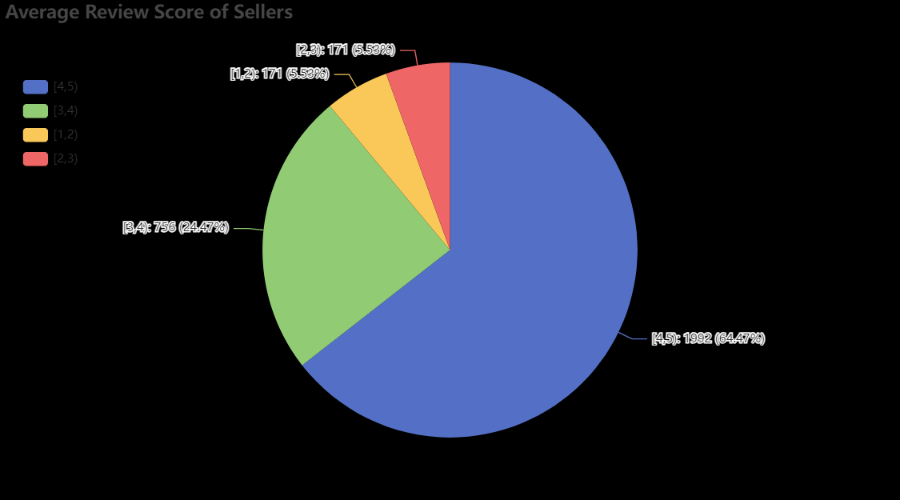 Average Review Score of Sellers
[2,3): 171 (5.53%)
[1,2): 171 (5.53%)
[4,5)
[3,4)
[1,2)
[2,3)
[3,4): 756 (24.47%)
[4,5): 1992 (64.47%)